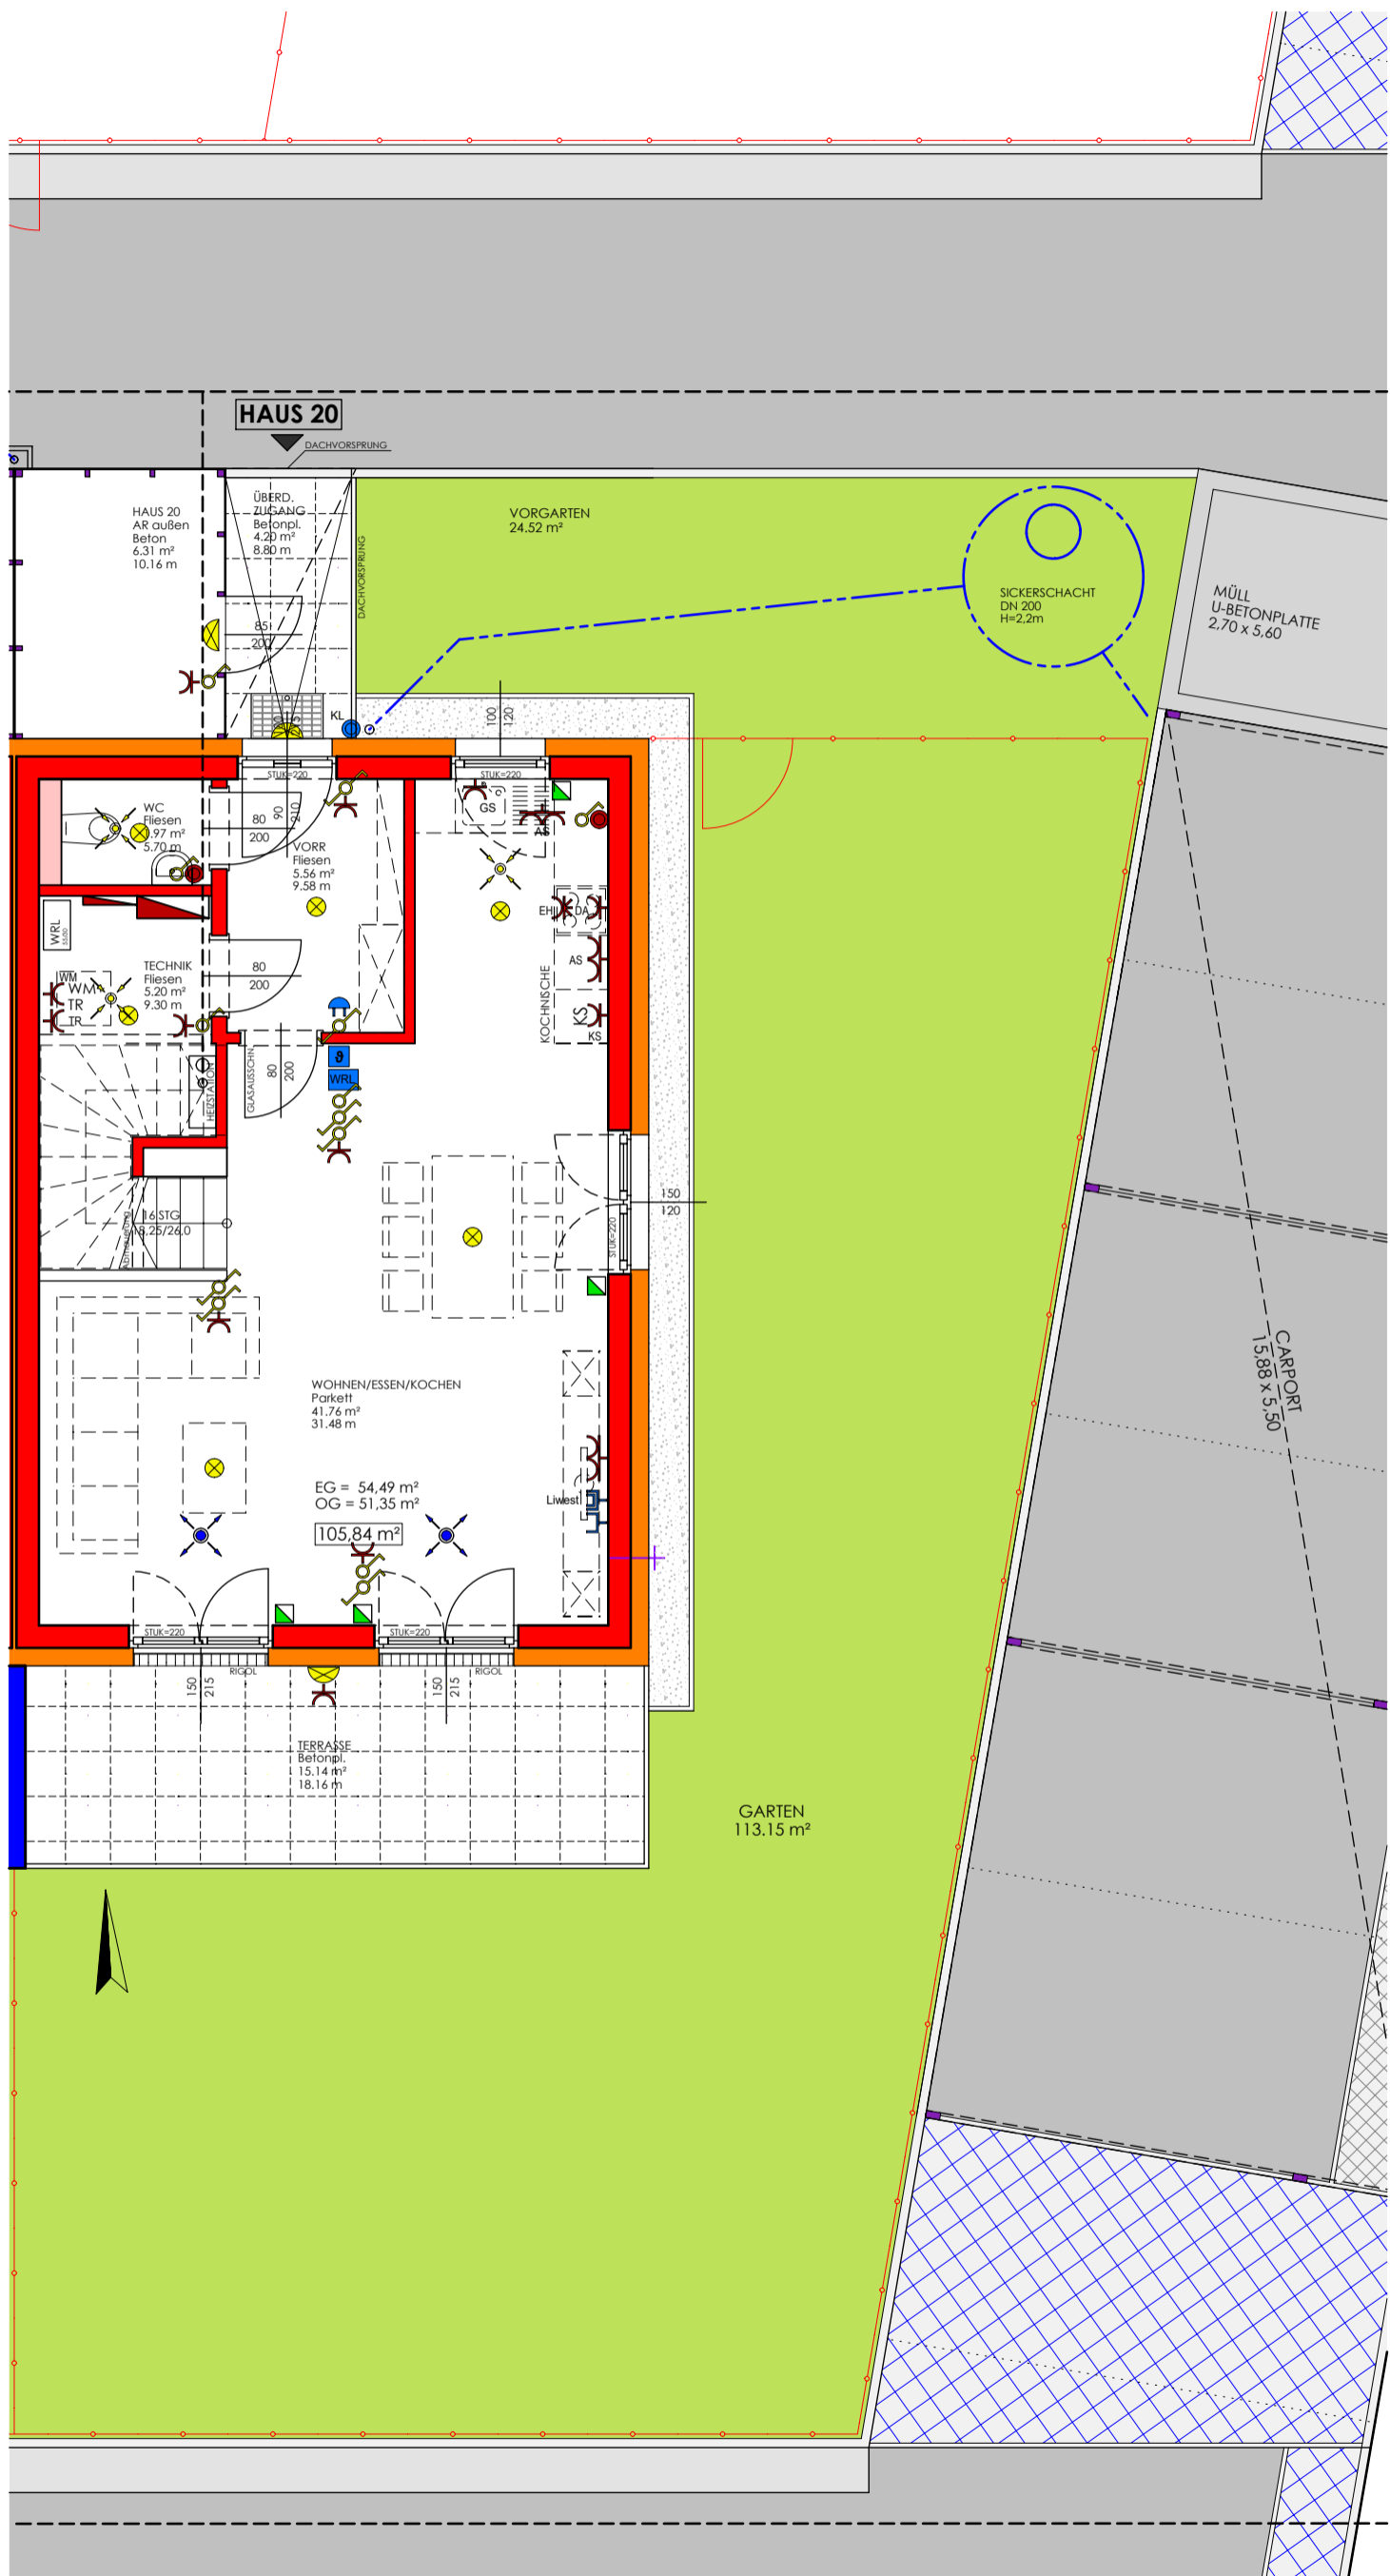 HAUS 20
DACHVORSPRUNG
HAUS 20
AR außen
Beton
6.31 m²
10.16 m
ÜBERD.
ZUGANG
Betonpl.
4.20 m²
8.80 m
DACHVORSPRUNG
VORGARTEN
24.52 m²
SICKERSCHACHT
DN 200
H=2,2m
MÜLL
U-BETONPLATTE
2,70 x 5,60
85
200
KL
100
120
STUK=220
STUK=220
WC
Fliesen
5.70 m
80
200
90
210
VORR
Fliesen
5.56 m²
9.58 m
GS
AS
EH
DA
AS
KS
KS
KOCHNISCHE
WRL
TECHNIK
Fliesen
5.20 m²
9.30 m
WM
WM
TR
TR
80
200
HEIZSTATION
GLASAUSSCHN.
80
200
WRL
16 STG
18,25/26,0
150
120
STUK=220
CARPORT
15,88 x 5,50
WOHNEN/ESSEN/KOCHEN
Parkett
41.76 m²
31.48 m
EG = 54,49 m²
OG = 51,35 m²
105,84 m²
Liwest
STUK=220
STUK=220
RIGOL
RIGOL
150
215
150
215
TERRASSE
Betonpl.
15.14 m²
18.16 m
GARTEN
113.15 m²